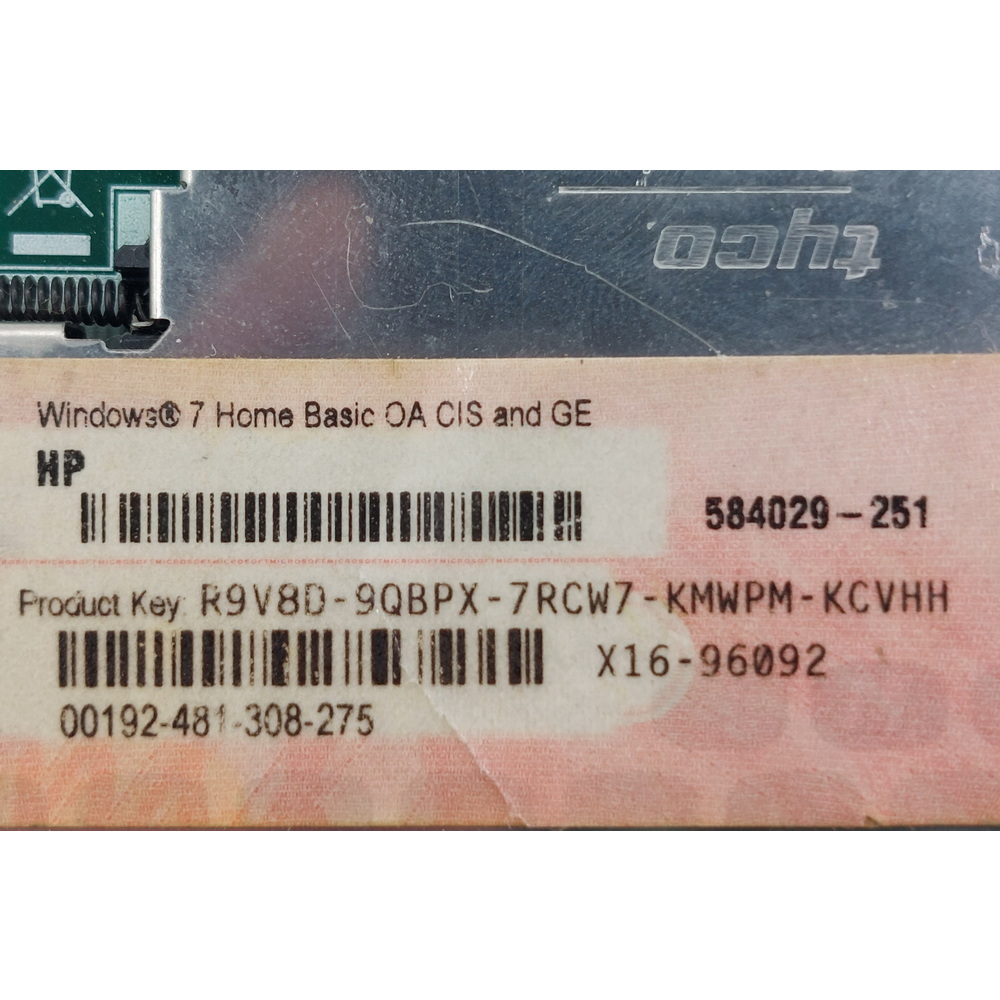 tyco
Windows® 7 Home Basic OA CIS and GE
HP
584029-251
Product Key: R9V8D-9QBPX-7RCW7-KMWPM-KCVHH
X16-96092
00192-481-308-275